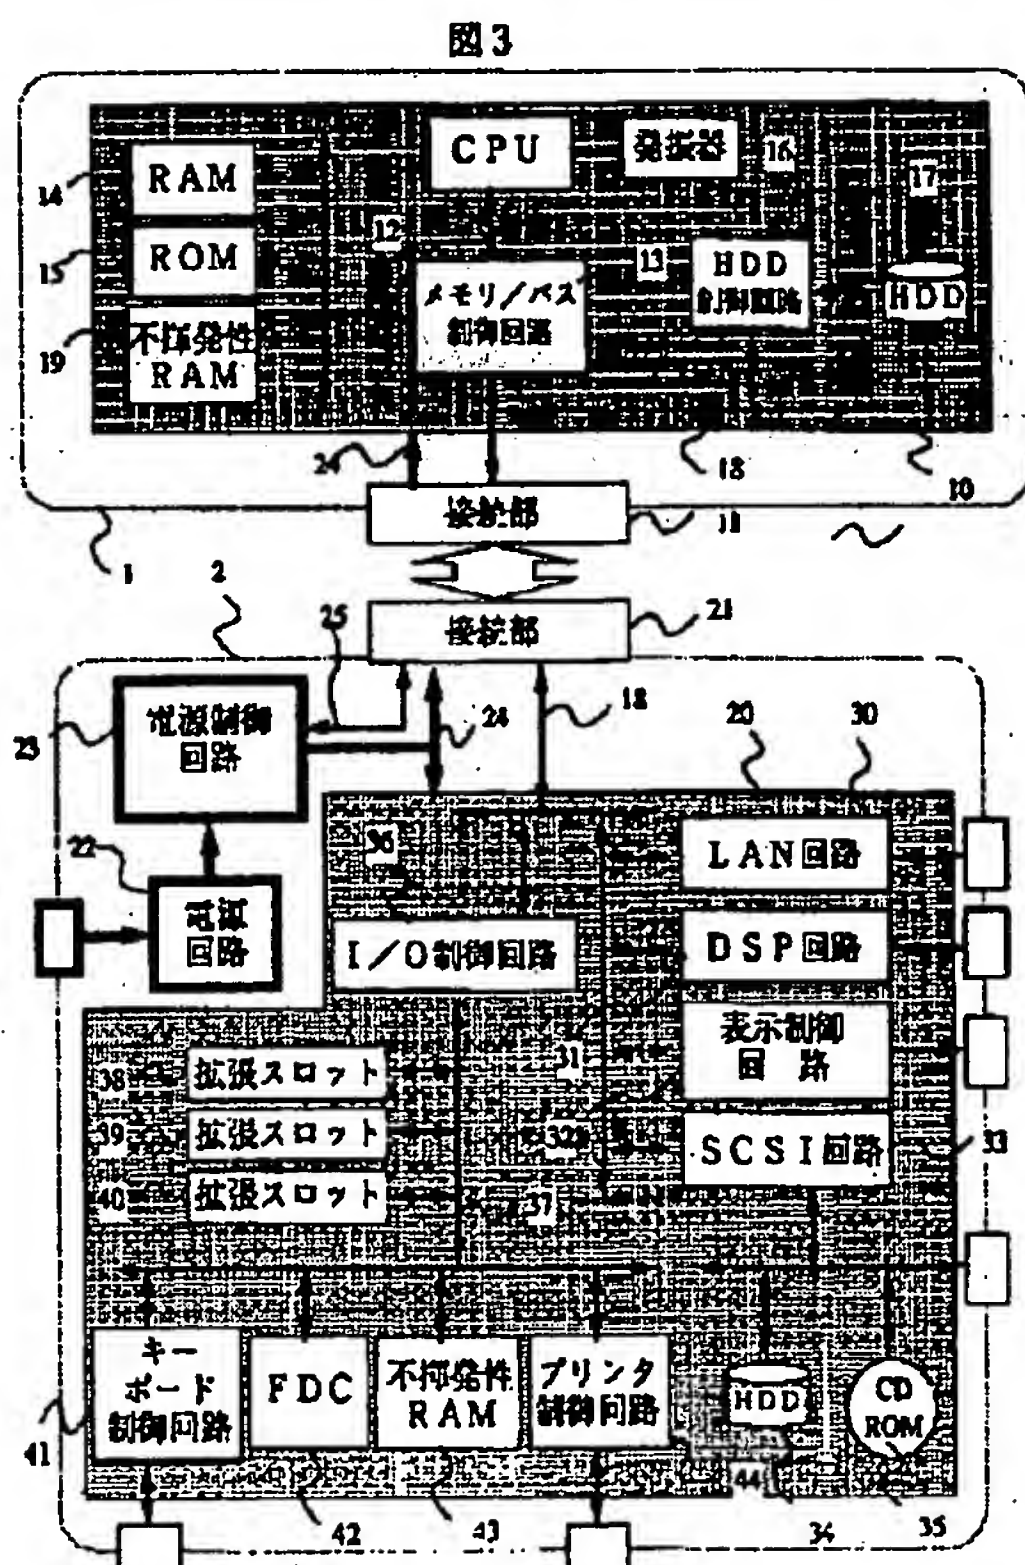 図3
CPU
発振器
16
17
RAM
14
12
ROM
15
13
HDD
制御回路
HDD
メモリ/バス
制御回路
不揮発性
RAM
19
24
18
10
接続部
11
1
2
接続部
21
25
電源制御
回路
23
24
18
20
30
22
電源
回路
36
LAN回路
I/O制御回路
DSP回路
表示制御
回路
31
38
拡張スロット
39
拡張スロット
32
SCSI回路
33
40
拡張スロット
37
キー
ボード
制御回路
FDC
不揮発性
RAM
プリンタ
制御回路
HDD
CD
ROM
41
42
43
44
34
35